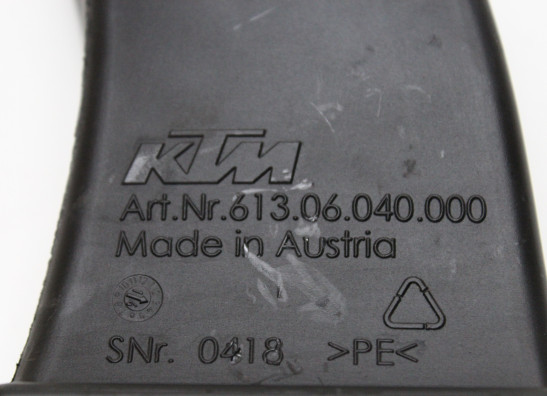 KTM
Art.Nr.613.06.040.000
Made in Austria
SNr. 0418 >PE<